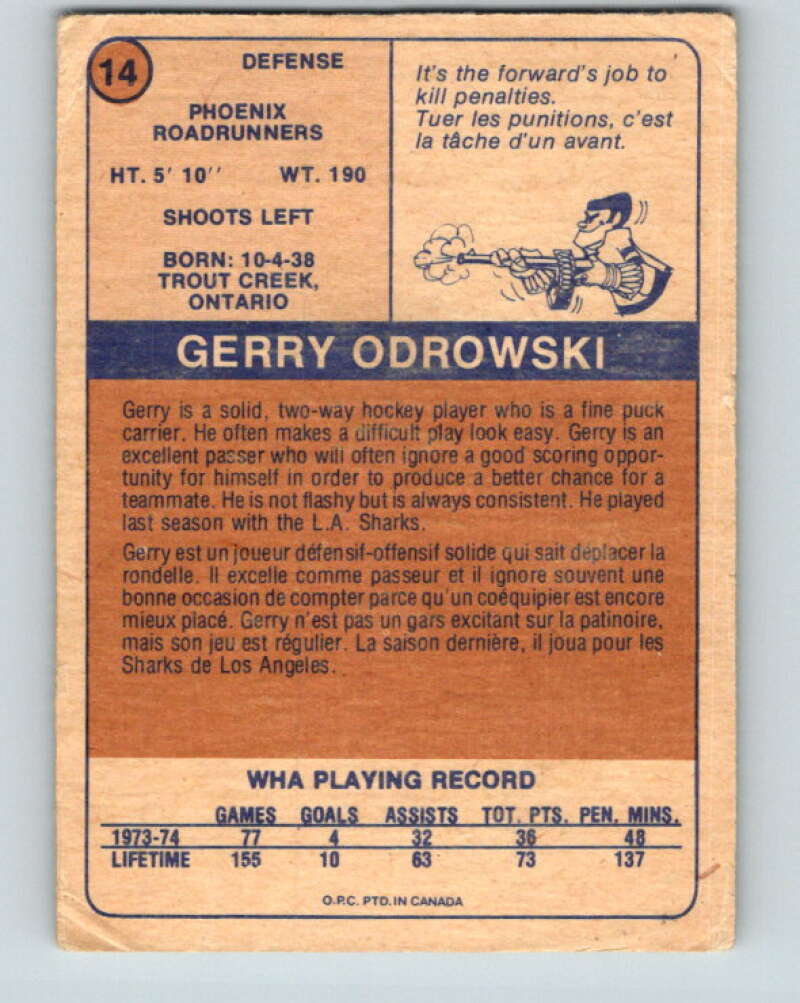 14
DEFENSE
PHOENIX
ROADRUNNERS
HT. 5' 10'' WT. 190
SHOOTS LEFT
BORN: 10-4-38
TROUT CREEK,
ONTARIO
It's the forward's job to
kill penalties.
Tuer les punitions, c'est
la tâche d'un avant.
GERRY ODROWSKI
Gerry is a solid, two-way hockey player who is a fine puck
carrier. He often makes a difficult play look easy. Gerry is an
excellent passer who will often ignore a good scoring oppor-
tunity for himself in order to produce a better chance for a
teammate. He is not flashy but is always consistent. He played
last season with the L.A. Sharks.
Gerry est un joueur défensif-offensif solide qui sait déplacer la
rondelle. Il excelle comme passeur et il ignore souvent une
bonne occasion de compter parce qu'un coéquipier est encore
mieux placé. Gerry n'est pas un gars excitant sur la patinoire,
mais son jeu est régulier. La saison dernière, il joua pour les
Sharks de Los Angeles.
WHA PLAYING RECORD
GAMES GOALS ASSISTS TOT. PTS. PEN. MINS.
1973-74 77 4 32 36 48
LIFETIME 155 10 63 73 137
O.P.C. PTD. IN CANADA